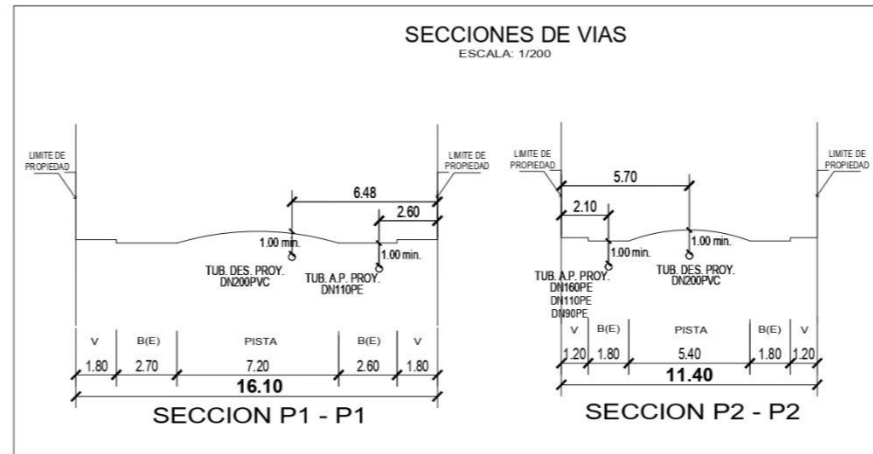 SECCIONES DE VIAS
ESCALA: 1/200
LIMITE DE
PROPIEDAD
LIMITE DE
PROPIEDAD
6.48
2.60
1.00 min.
1.00 min.
TUB. DES. PROY.
DN200PVC
TUB. A.P. PROY.
DN110PE
V
B(E)
PISTA
B(E)
V
1.80
2.70
7.20
2.60
1.80
16.10
SECCION P1 - P1
LIMITE DE
PROPIEDAD
LIMITE DE
PROPIEDAD
5.70
2.10
1.00 min.
1.00 min.
TUB. A.P. PROY.
DN160PE
DN110PE
DN90PE
TUB. DES. PROY.
DN200PVC
V
B(E)
PISTA
B(E)
V
1.20
1.80
5.40
1.80
1.20
11.40
SECCION P2 - P2